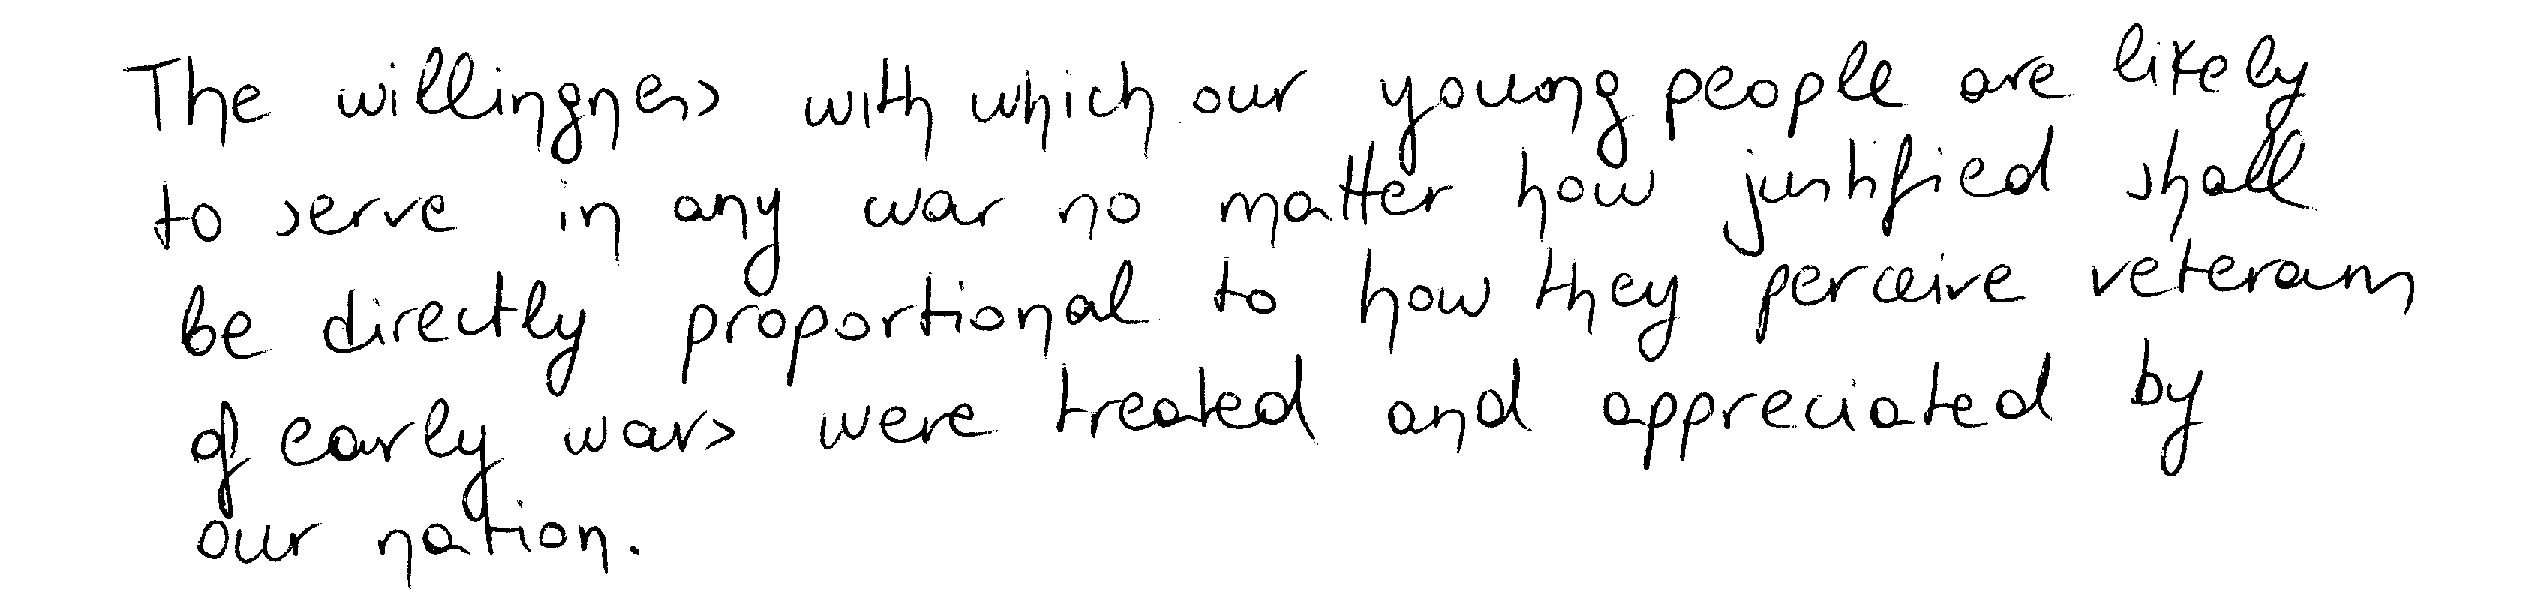 The willingness with which our young people are likely
to serve in any war no matter how justified shall
be directly proportional to how they perceive veterans
of early wars were treated and appreciated by
our nation.